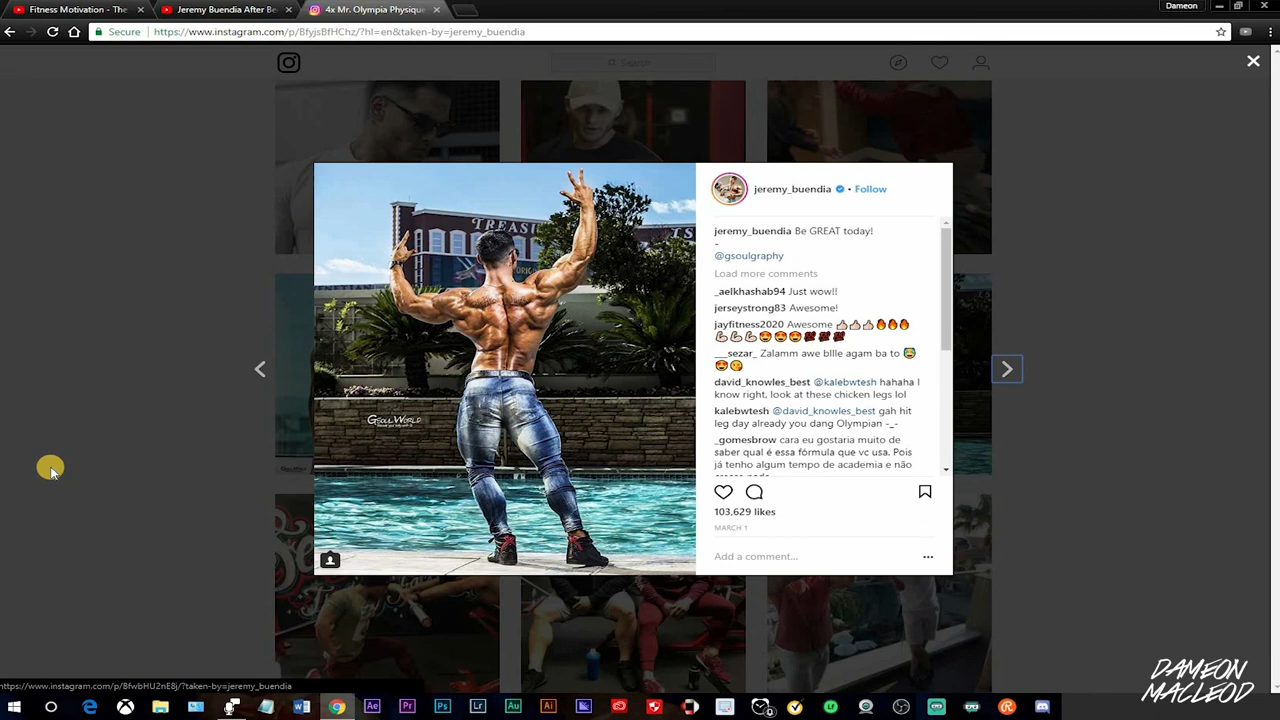 Fitness Motivation - The
Jeremy Buendia After Be
4x Mr. Olympia Physique
Dameon
Secure
https://www.instagram.com/p/BfyjsBfHChz/?hl=en&taken-by=jeremy_buendia
Search
TREAS
jeremy_buendia • Follow
jeremy_buendia Be GREAT today!
-
@gsoulgraphy
Load more comments
_aelkhashab94 Just wow!!
jerseystrong83 Awesome!
jayfitness2020 Awesome 👍🏻👍🏻👍🏻🔥🔥🔥
💪🏻💪🏻💪🏻😍😍😍💯💯💯
___sezar_ Zalamm awe bllle agam ba to 😇
😍😋
david_knowles_best @kalebwtesh hahaha I
know right, look at these chicken legs lol
kalebwtesh @david_knowles_best gah hit
leg day already you dang Olympian -_-
_gomesbrow cara eu gostaria muito de
saber qual é essa fórmula que vc usa. Pois
já tenho algum tempo de academia e não
GSOULWORLD
103,629 likes
MARCH 1
Add a comment...
https://www.instagram.com/p/BfwbHU2nE8j/?taken-by=jeremy_buendia
DAMEON
MACLEOD